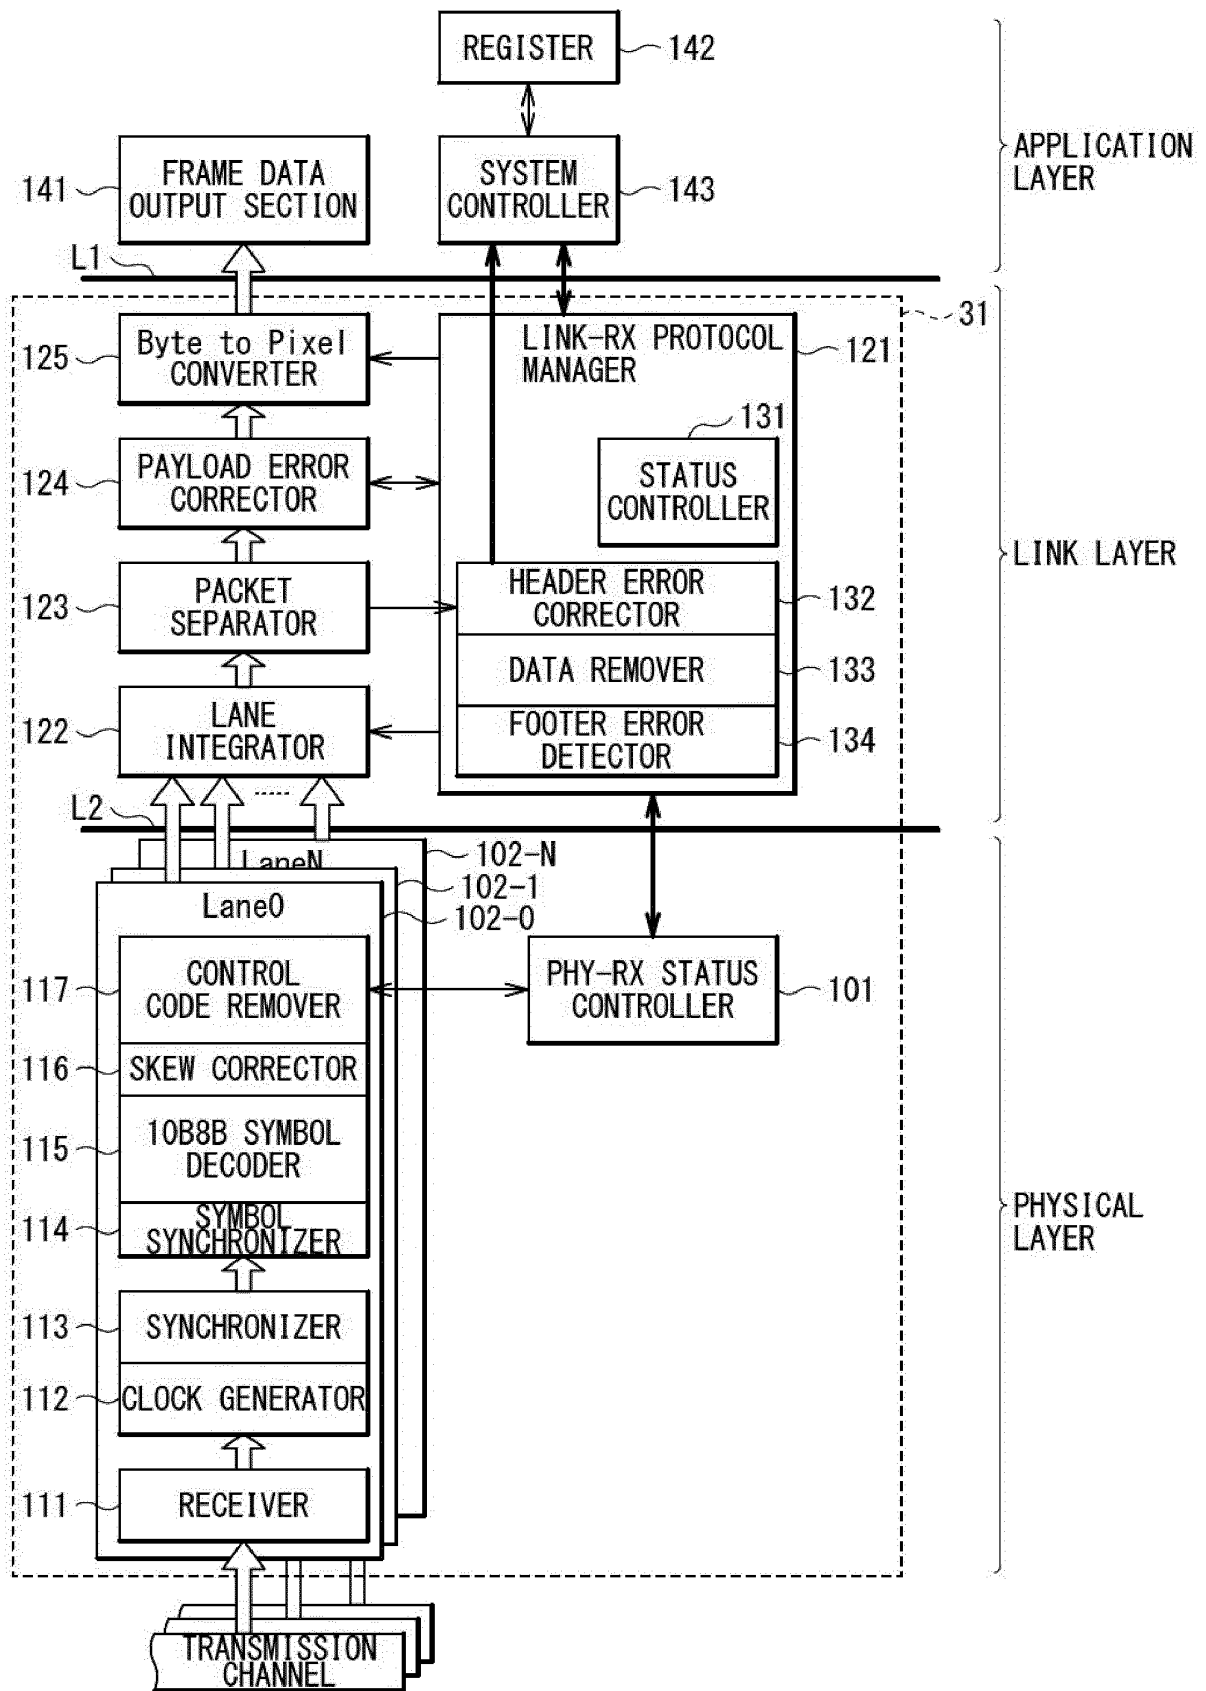 REGISTER
142
FRAME DATA
OUTPUT SECTION
141
SYSTEM
CONTROLLER
143
APPLICATION
LAYER
L1
31
Byte to Pixel
CONVERTER
125
LINK-RX PROTOCOL
MANAGER
121
131
STATUS
CONTROLLER
PAYLOAD ERROR
CORRECTOR
124
LINK LAYER
PACKET
SEPARATOR
123
HEADER ERROR
CORRECTOR
132
DATA REMOVER
133
FOOTER ERROR
DETECTOR
134
LANE
INTEGRATOR
122
L2
LaneN
102-N
102-1
Lane0
102-0
CONTROL
CODE REMOVER
117
PHY-RX STATUS
CONTROLLER
101
SKEW CORRECTOR
116
10B8B SYMBOL
DECODER
115
SYMBOL
SYNCHRONIZER
114
PHYSICAL
LAYER
SYNCHRONIZER
113
CLOCK GENERATOR
112
RECEIVER
111
TRANSMISSION
CHANNEL